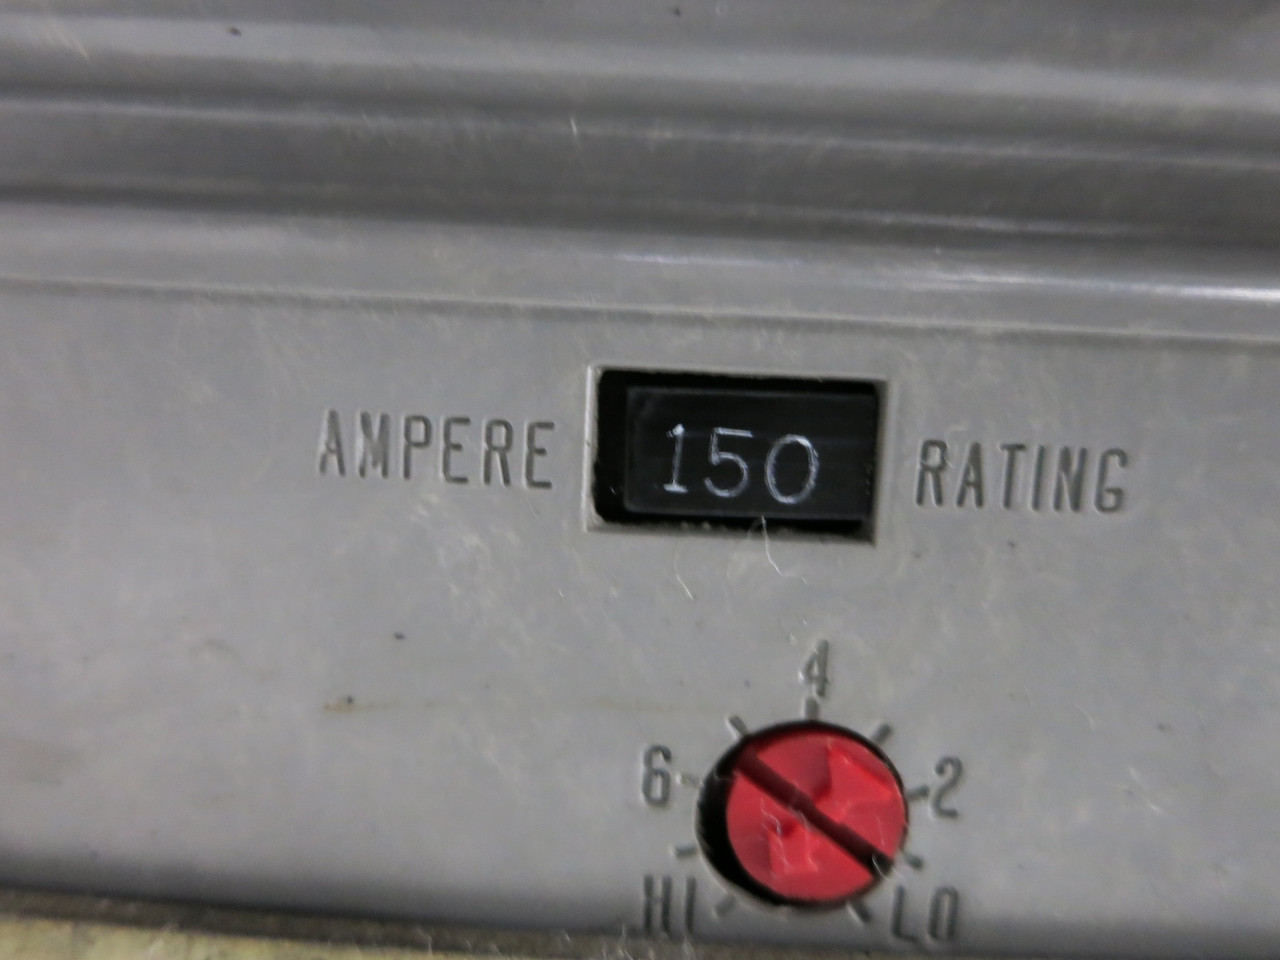 AMPERE 150 RATING
4
6 2
HI LO